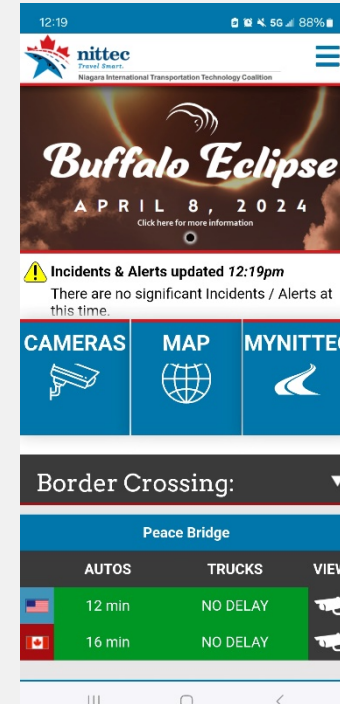 12:19 5G 88%
nittec
Travel Smart.
Niagara International Transportation Technology Coalition
Buffalo Eclipse
APRIL 8, 2024
Click here for more information
Incidents & Alerts updated 12:19pm
There are no significant Incidents / Alerts at
this time.
CAMERAS MAP MYNITTEC
Border Crossing:
Peace Bridge
AUTOS TRUCKS VIEW
12 min NO DELAY
16 min NO DELAY